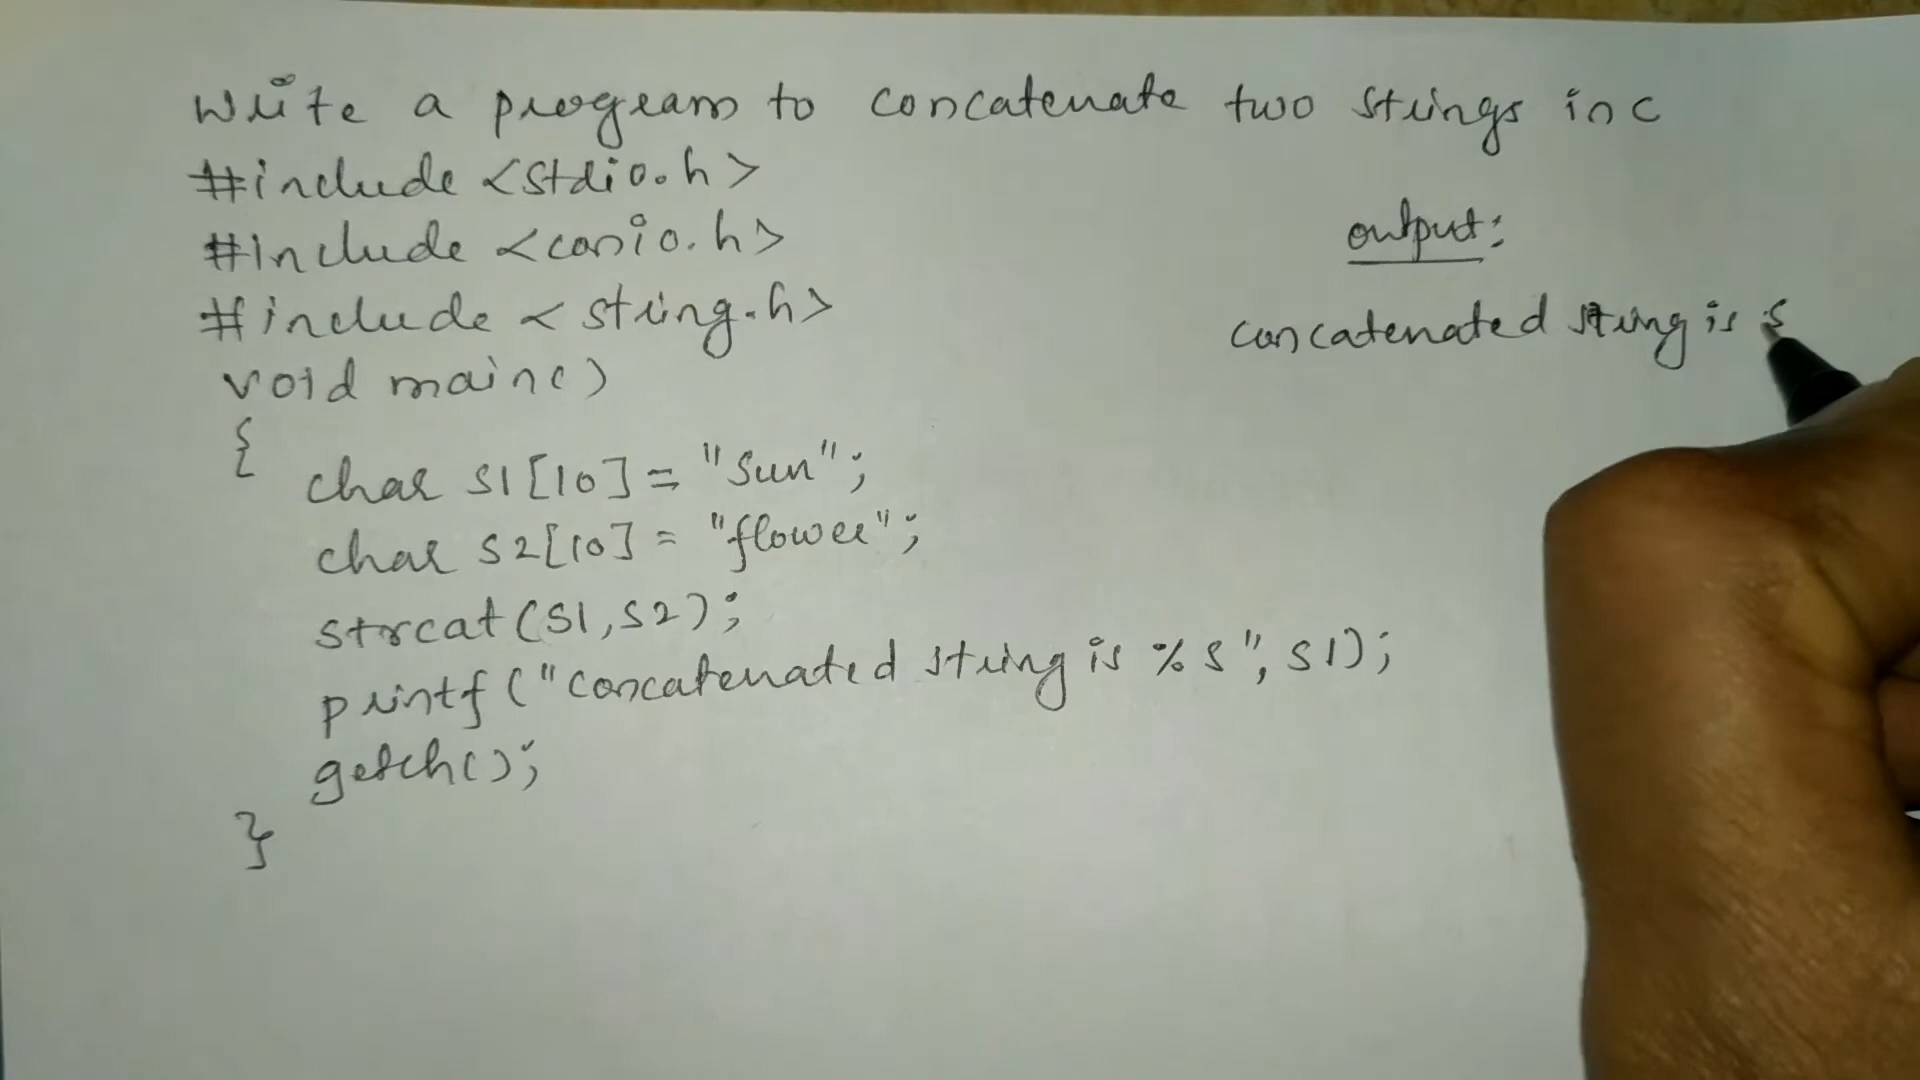 Write a program to concatenate two strings in c
#include <stdio.h>
#include <conio.h>
#include < string.h>
void main()
{
char s1[10] = "Sun";
char s2[10] = "flower";
strcat(s1,s2);
printf("concatenated string is %s", s1);
getch();
}
output:
concatenated string is s